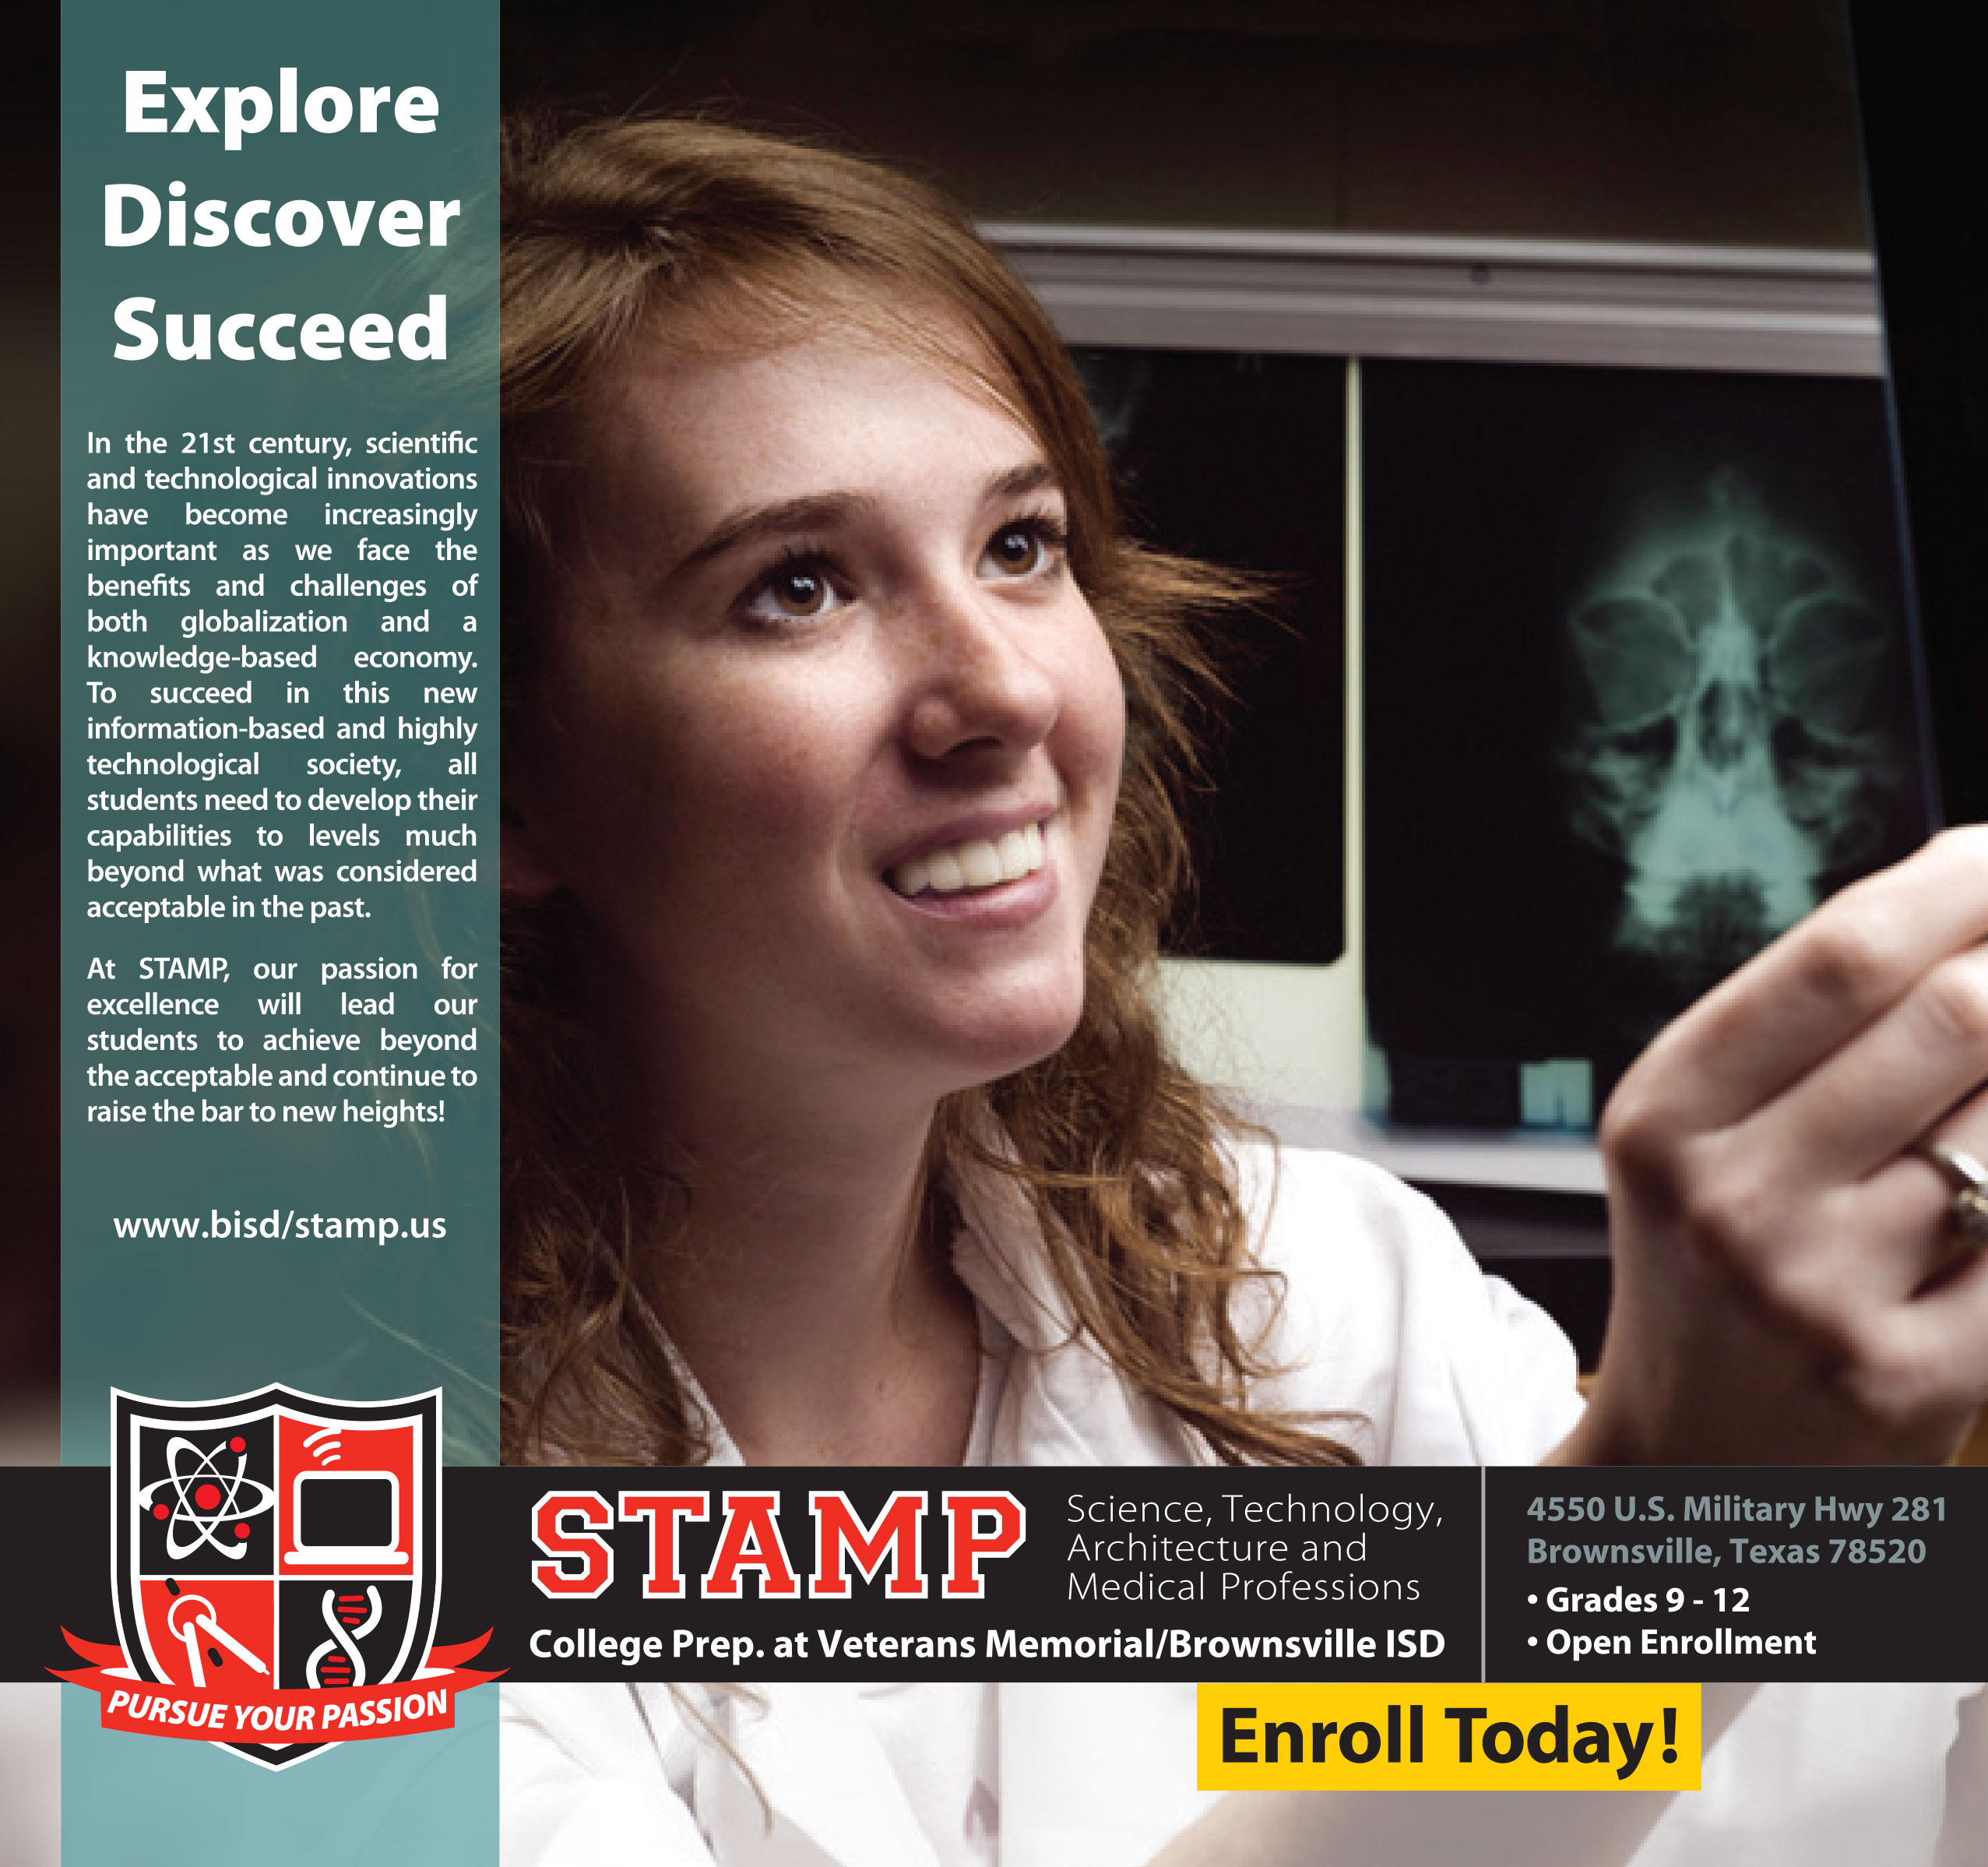 Explore
Discover
Succeed
In the 21st century, scientific
and technological innovations
have become increasingly
important as we face the
benefits and challenges of
both globalization and a
knowledge-based economy.
To succeed in this new
information-based and highly
technological society, all
students need to develop their
capabilities to levels much
beyond what was considered
acceptable in the past.
At STAMP, our passion for
excellence will lead our
students to achieve beyond
the acceptable and continue to
raise the bar to new heights!
www.bisd/stamp.us
PURSUE YOUR PASSION
STAMP
Science, Technology,
Architecture and
Medical Professions
College Prep. at Veterans Memorial/Brownsville ISD
4550 U.S. Military Hwy 281
Brownsville, Texas 78520
• Grades 9 - 12
• Open Enrollment
Enroll Today!